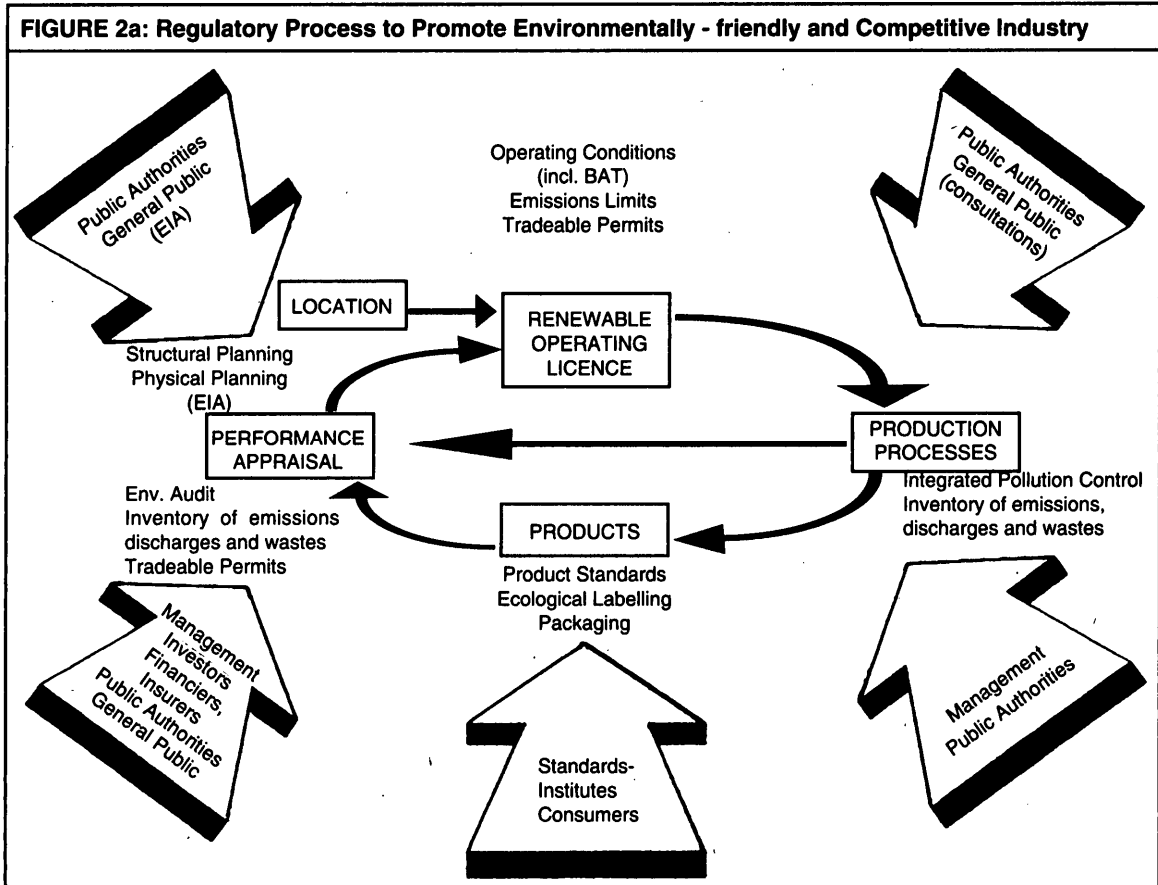 FIGURE 2a: Regulatory Process to Promote Environmentally - friendly and Competitive Industry
Public Authorities
General Public
(EIA)
Operating Conditions
(incl. BAT)
Emissions Limits
Tradeable Permits
Public Authorities
General Public
(consultations)
LOCATION
RENEWABLE
OPERATING
LICENCE
Structural Planning
Physical Planning
(EIA)
PERFORMANCE
APPRAISAL
PRODUCTION
PROCESSES
Integrated Pollution Control
Inventory of emissions,
discharges and wastes
Env. Audit
Inventory of emissions
discharges and wastes
Tradeable Permits
PRODUCTS
Product Standards
Ecological Labelling
Packaging
Management
Investors
Financiers,
Insurers
Public Authorities
General Public
Standards-
Institutes
Consumers
Management
Public Authorities